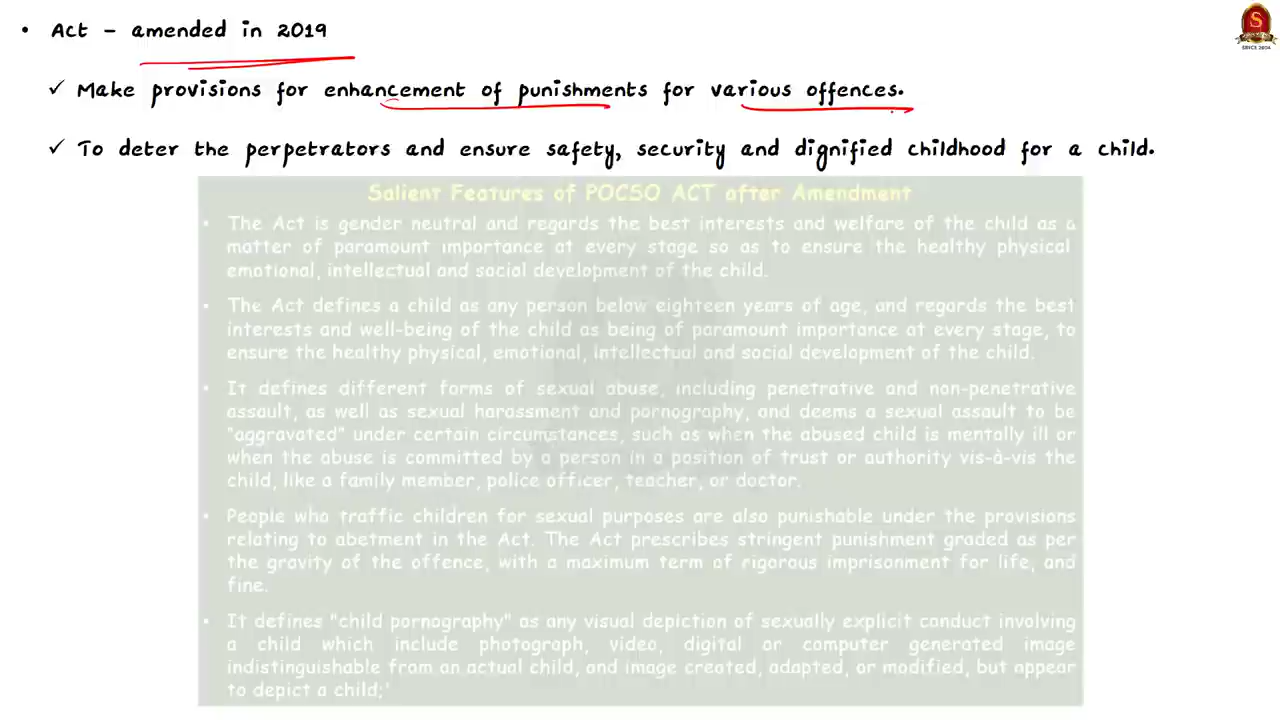 • Act - amended in 2019
✓ Make provisions for enhancement of punishments for various offences.
✓ To deter the perpetrators and ensure safety, security and dignified childhood for a child.
Salient Features of POCSO ACT after Amendment
• The Act is gender neutral and regards the best interests and welfare of the child as a
matter of paramount importance at every stage so as to ensure the healthy physical
emotional, intellectual and social development of the child.
• The Act defines a child as any person below eighteen years of age, and regards the best
interests and well-being of the child as being of paramount importance at every stage, to
ensure the healthy physical, emotional, intellectual and social development of the child.
• It defines different forms of sexual abuse, including penetrative and non-penetrative
assault, as well as sexual harassment and pornography, and deems a sexual assault to be
"aggravated" under certain circumstances, such as when the abused child is mentally ill or
when the abuse is committed by a person in a position of trust or authority vis-à-vis the
child, like a family member, police officer, teacher, or doctor.
• People who traffic children for sexual purposes are also punishable under the provisions
relating to abetment in the Act. The Act prescribes stringent punishment graded as per
the gravity of the offence, with a maximum term of rigorous imprisonment for life, and
fine.
• It defines "child pornography" as any visual depiction of sexually explicit conduct involving
a child which include photograph, video, digital or computer generated image
indistinguishable from an actual child, and image created, adapted, or modified, but appear
to depict a child;'